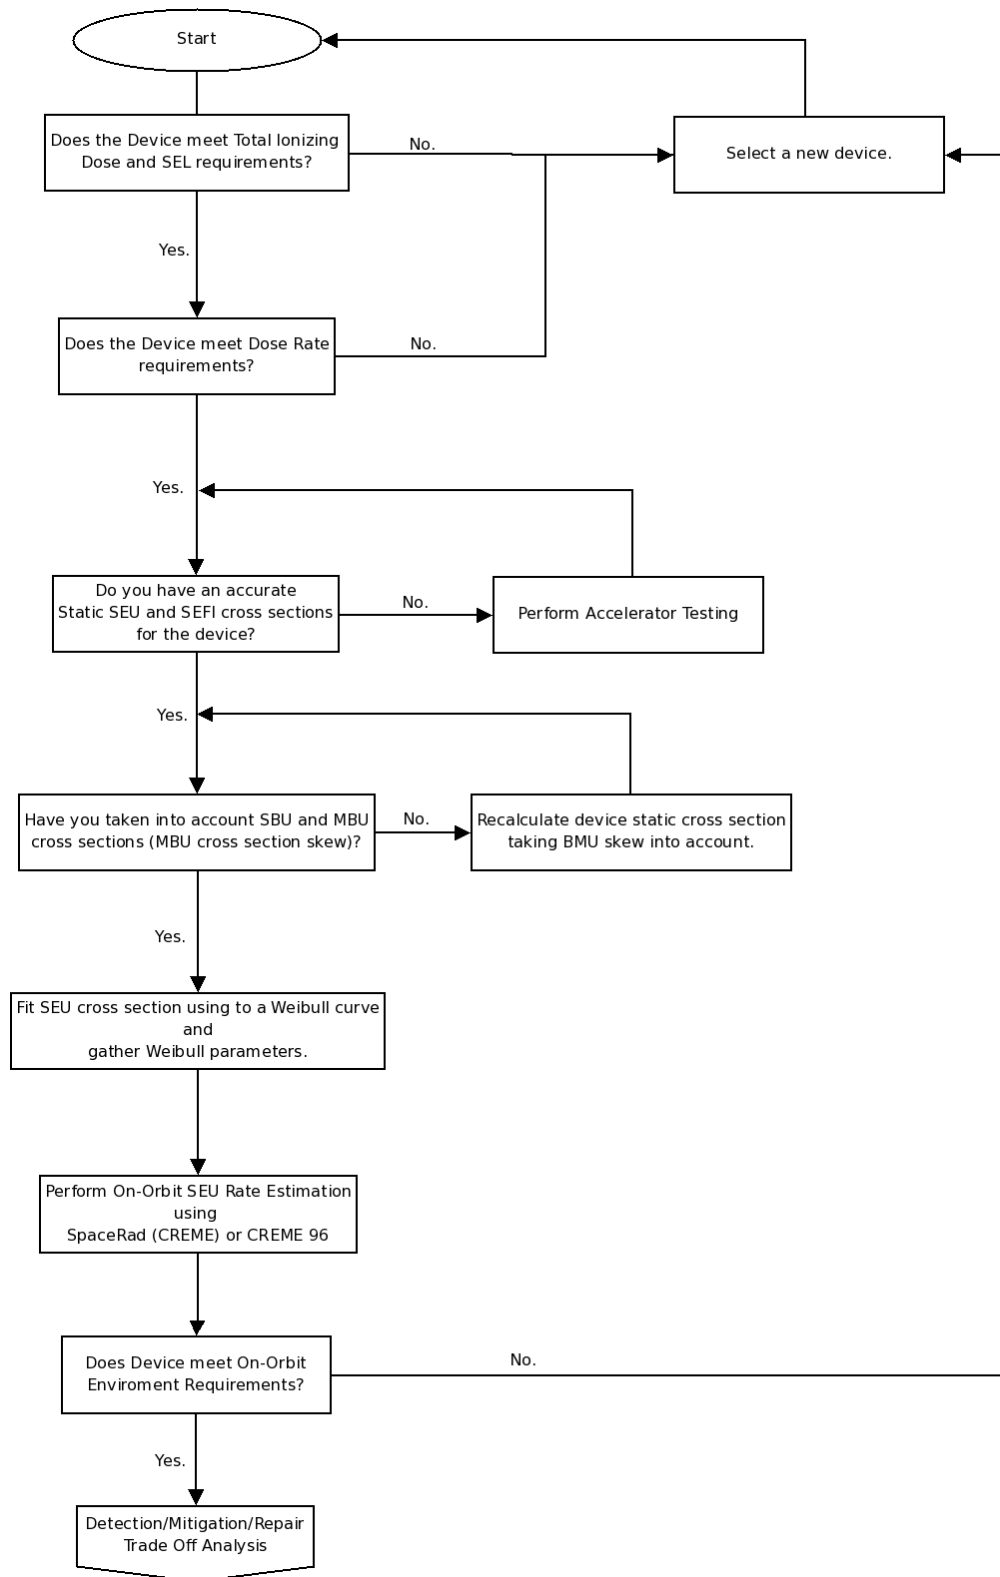 Start
Does the Device meet Total Ionizing
Dose and SEL requirements?
No.
Select a new device.
Yes.
Does the Device meet Dose Rate
requirements?
No.
Yes.
Do you have an accurate
Static SEU and SEFI cross sections
for the device?
No.
Perform Accelerator Testing
Yes.
Have you taken into account SBU and MBU
cross sections (MBU cross section skew)?
No.
Recalculate device static cross section
taking BMU skew into account.
Yes.
Fit SEU cross section using to a Weibull curve
and
gather Weibull parameters.
Perform On-Orbit SEU Rate Estimation
using
SpaceRad (CREME) or CREME 96
Does Device meet On-Orbit
Enviroment Requirements?
No.
Yes.
Detection/Mitigation/Repair
Trade Off Analysis